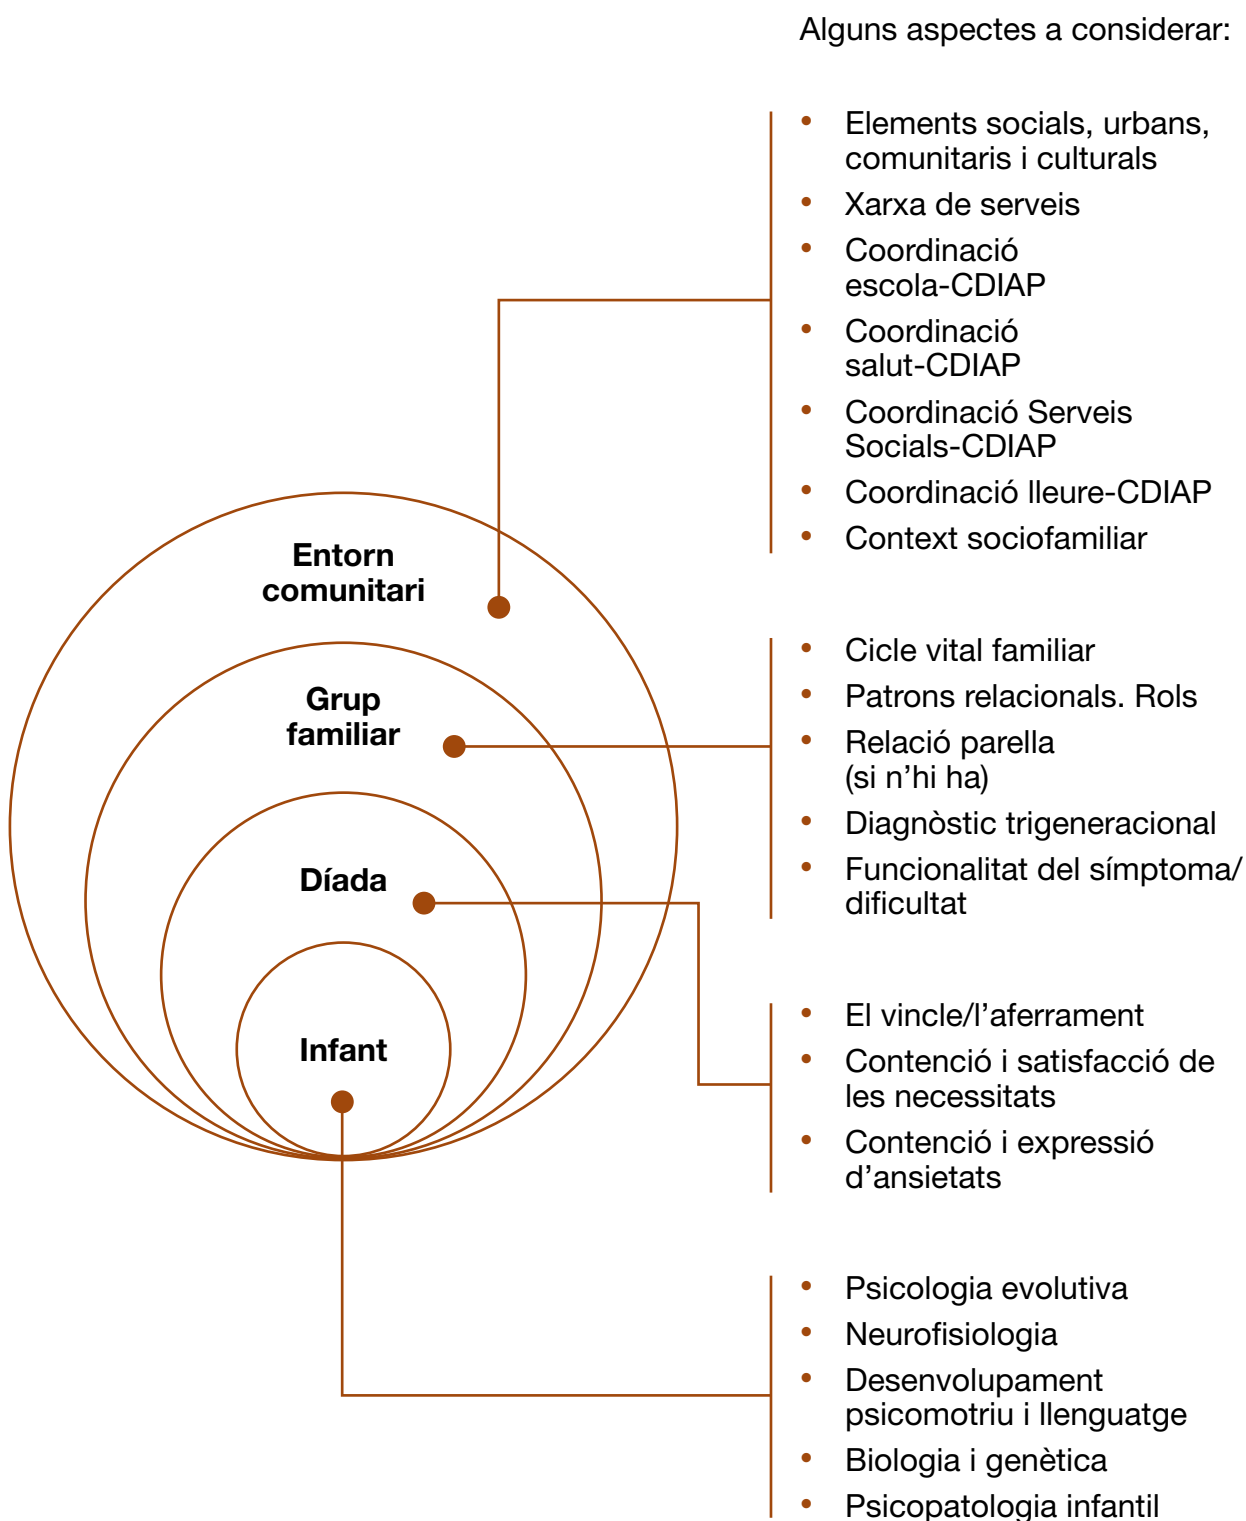 Alguns aspectes a considerar:
• Elements socials, urbans,
comunitaris i culturals
• Xarxa de serveis
• Coordinació
escola-CDIAP
• Coordinació
salut-CDIAP
• Coordinació Serveis
Socials-CDIAP
• Coordinació lleure-CDIAP
• Context sociofamiliar
Entorn
comunitari
• Cicle vital familiar
• Patrons relacionals. Rols
• Relació parella
(si n’hi ha)
• Diagnòstic trigeneracional
• Funcionalitat del símptoma/
dificultat
Grup
familiar
Díada
• El vincle/l’aferrament
• Contenció i satisfacció de
les necessitats
• Contenció i expressió
d’ansietats
Infant
• Psicologia evolutiva
• Neurofisiologia
• Desenvolupament
psicomotriu i llenguatge
• Biologia i genètica
• Psicopatologia infantil